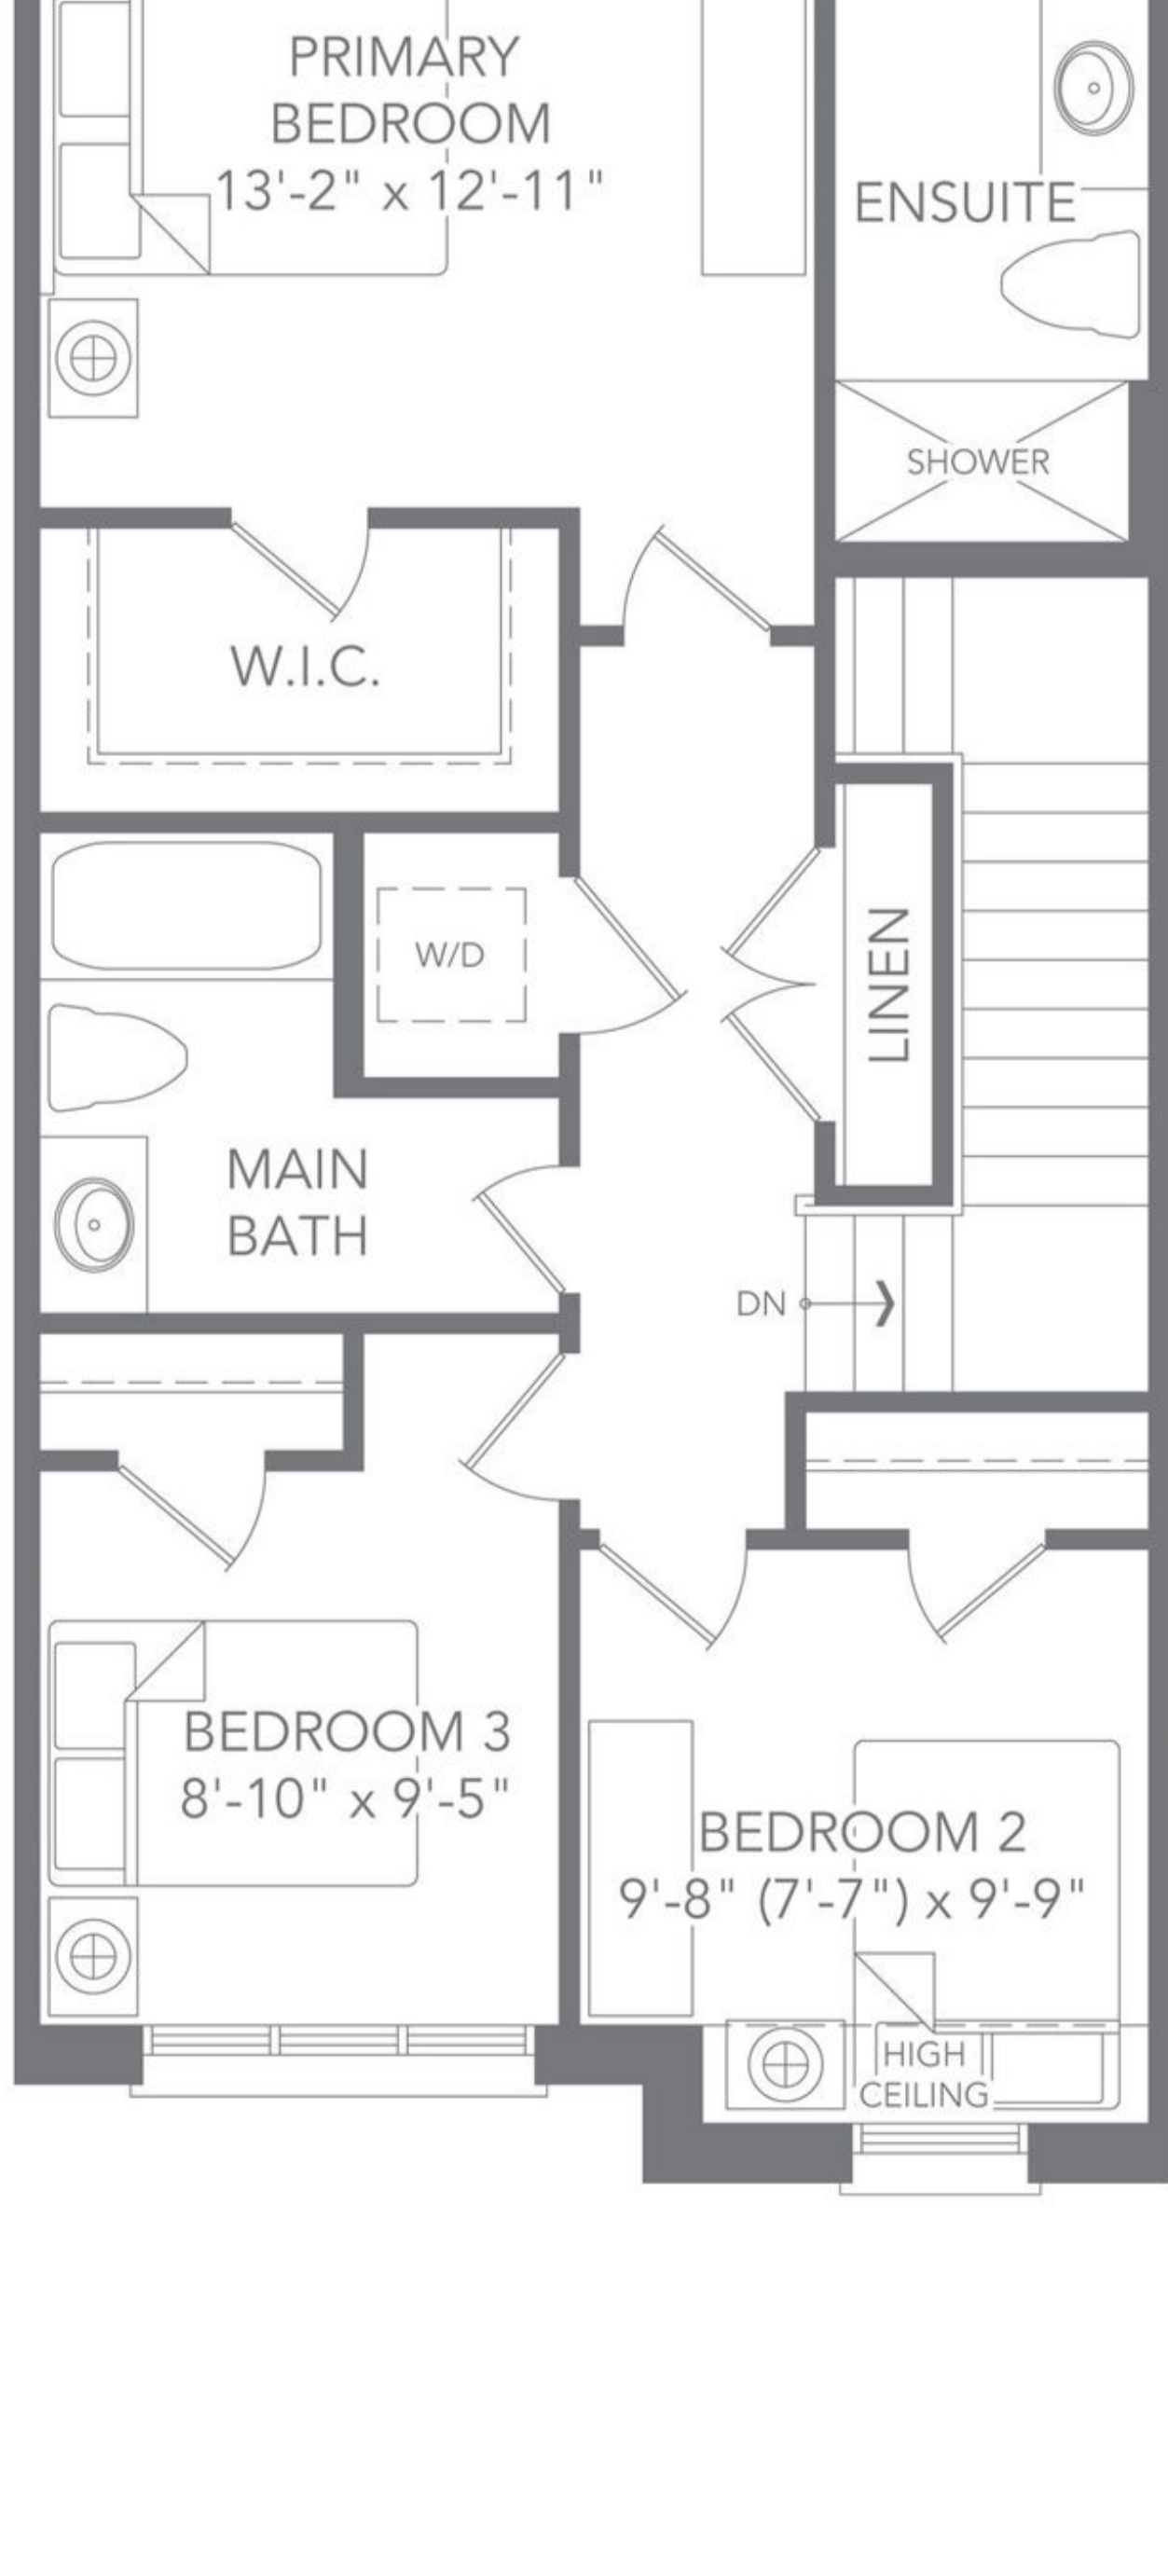 PRIMARY
BEDROOM
13'-2" x 12'-11"
ENSUITE
SHOWER
W.I.C.
W/D
LINEN
MAIN
BATH
DN
BEDROOM 3
8'-10" x 9'-5"
BEDROOM 2
9'-8" (7'-7") x 9'-9"
HIGH
CEILING